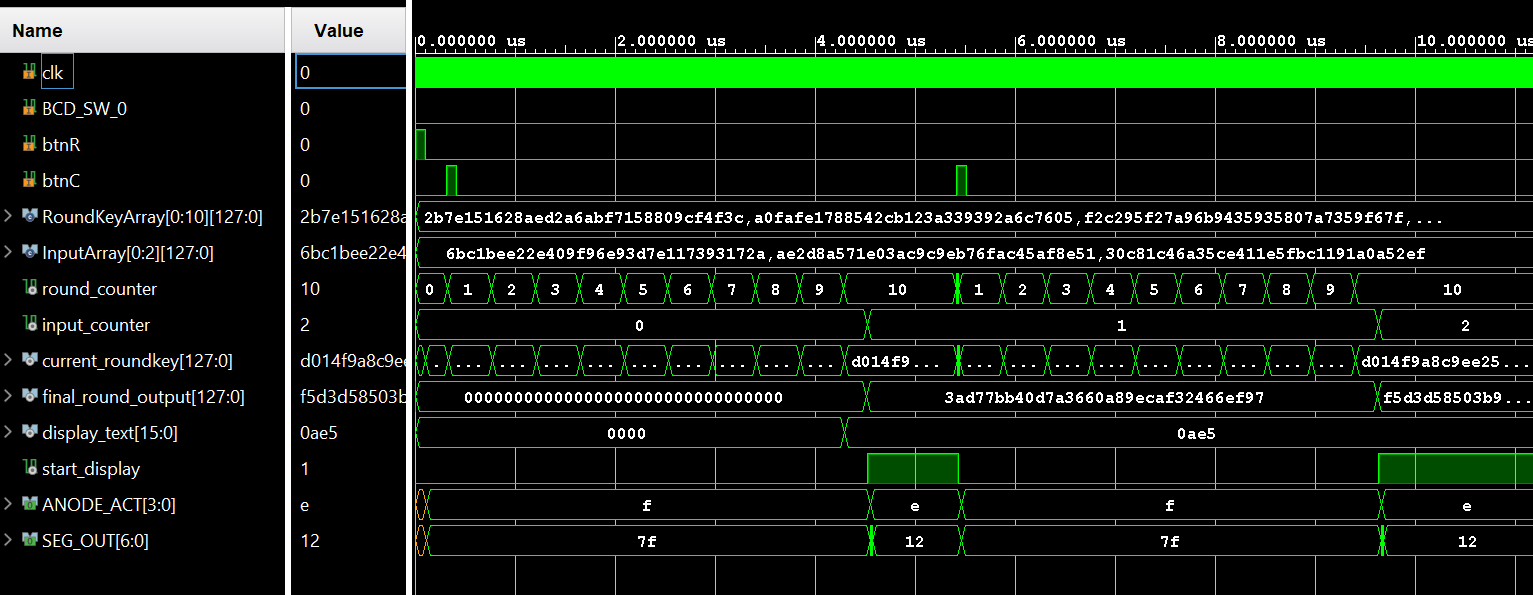 Name Value
0.000000 us 2.000000 us 4.000000 us 6.000000 us 8.000000 us 10.000000 us
clk 0
BCD_SW_0 0
btnR 0
btnC 0
RoundKeyArray[0:10][127:0] 2b7e151628a 2b7e151628aed2a6abf7158809cf4f3c,a0fafe1788542cb123a339392a6c7605,f2c295f27a96b9435935807a7359f67f,...
InputArray[0:2][127:0] 6bc1bee22e4 6bc1bee22e409f96e93d7e117393172a,ae2d8a571e03ac9c9eb76fac45af8e51,30c81c46a35ce411e5fbc1191a0a52ef
round_counter 10 0 1 2 3 4 5 6 7 8 9 10 1 2 3 4 5 6 7 8 9 10
input_counter 2 0 1 2
current_roundkey[127:0] d014f9a8c9ee ... ... ... ... ... ... ... ... ... d014f9... ... ... ... ... ... ... ... ... ... d014f9a8c9ee25...
final_round_output[127:0] f5d3d58503b 00000000000000000000000000000000 3ad77bb40d7a3660a89ecaf32466ef97 f5d3d58503b9...
display_text[15:0] 0ae5 0000 0ae5
start_display 1
ANODE_ACT[3:0] e f e f e
SEG_OUT[6:0] 12 7f 12 7f 12